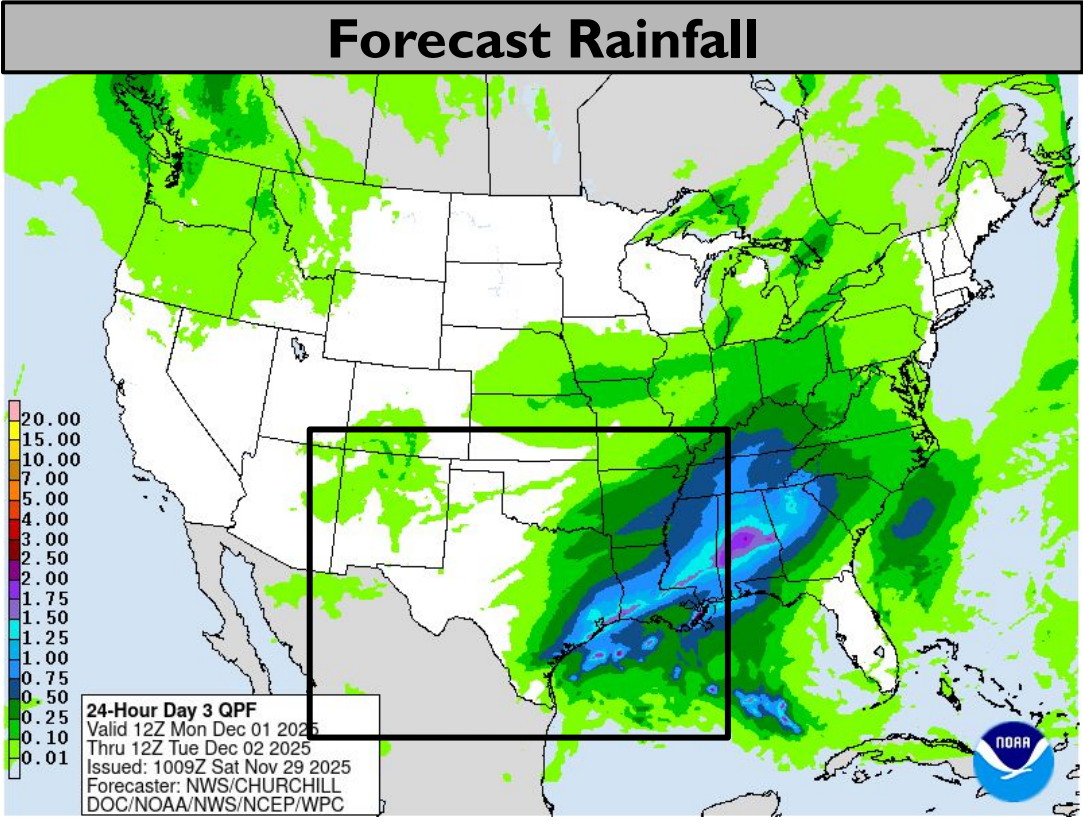 Forecast Rainfall
20.00
15.00
10.00
7.00
5.00
4.00
3.00
2.50
2.00
1.75
1.50
1.25
1.00
0.75
0.50
0.25
0.10
0.01
24-Hour Day 3 QPF
Valid 12Z Mon Dec 01 2025
Thru 12Z Tue Dec 02 2025
Issued: 1009Z Sat Nov 29 2025
Forecaster: NWS/CHURCHILL
DOC/NOAA/NWS/NCEP/WPC
NOAA